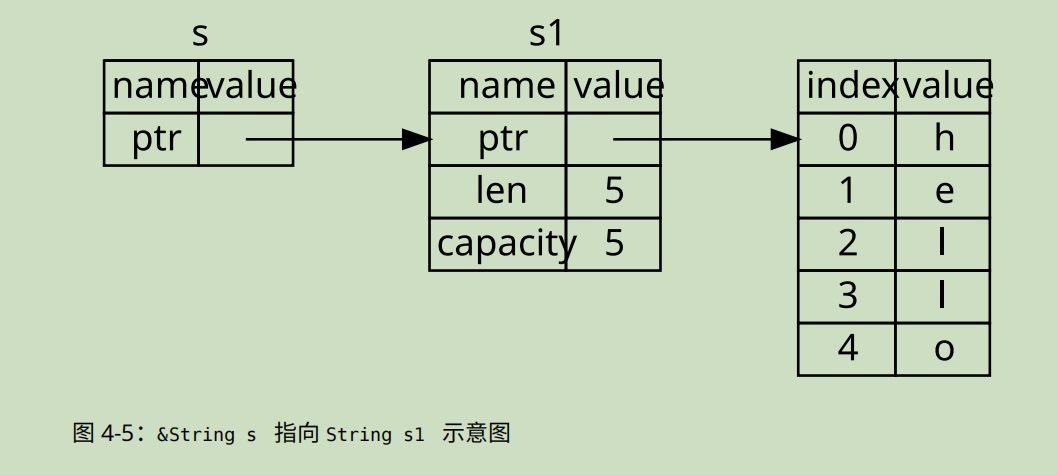 s
name value
ptr
s1
name value
ptr
len 5
capacity 5
index value
0 h
1 e
2 l
3 l
4 o
图 4-5：&String s 指向 String s1 示意图